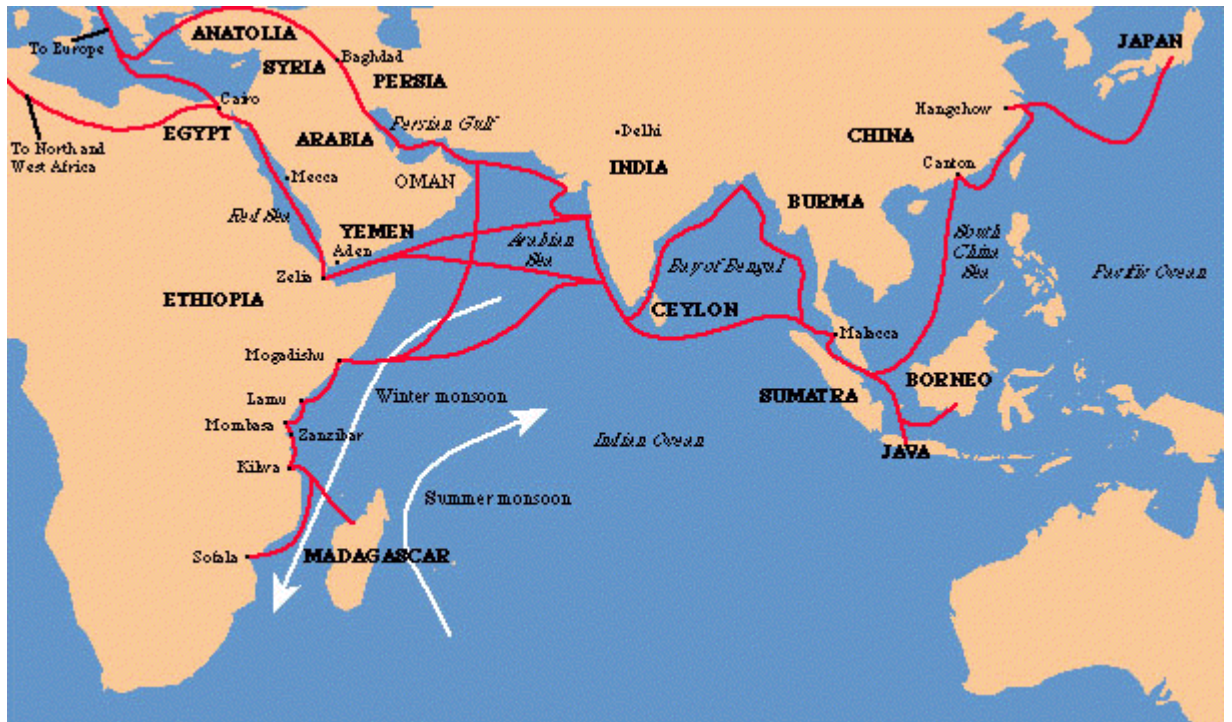 ANATOLIA
To Europe
SYRIA
Baghdad
PERSIA
JAPAN
Cairo
EGYPT
ARABIA
Persian Gulf
Delhi
INDIA
Hangchow
CHINA
To North and
West Africa
Mecca
OMAN
Canton
BURMA
Red Sea
YEMEN
Aden
Arabian
Sea
Bay of Bengal
South
China
Sea
Pacific Ocean
Zeila
ETHIOPIA
CEYLON
Malacca
Mogadishu
SUMATRA
BORNEO
Lamu
Winter monsoon
Mombasa
Zanzibar
Indian Ocean
JAVA
Kilwa
Summer monsoon
Sofala
MADAGASCAR